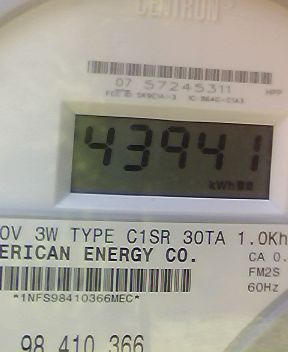 CENTRON
07 57245311
HPP
43941
kWh
0V 3W TYPE C1SR 30TA 1.0Kh
ERICAN ENERGY CO.
CA 0.
FM2S
*1NFS98410366MEC*
60Hz
98 410 366